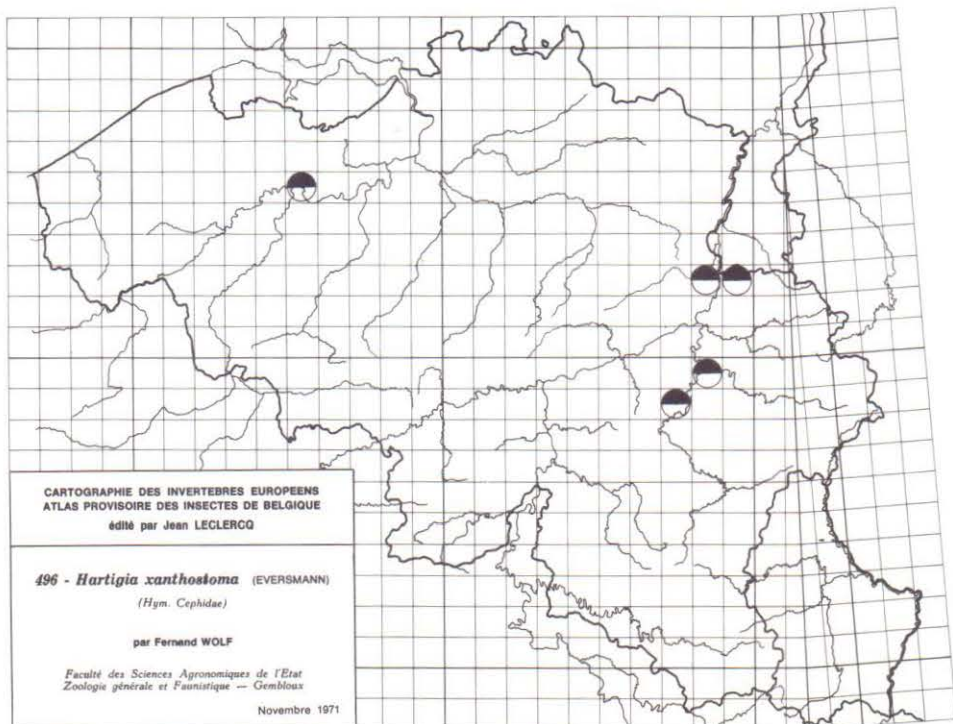 CARTOGRAPHIE DES INVERTEBRES EUROPEENS
ATLAS PROVISOIRE DES INSECTES DE BELGIQUE
édité par Jean LECLERCQ
496 - Hartigia xanthostoma (EVERSMANN)
(Hym. Cephidae)
par Fernand WOLF
Faculté des Sciences Agronomiques de l'Etat
Zoologie générale et Faunistique — Gembloux
Novembre 1971